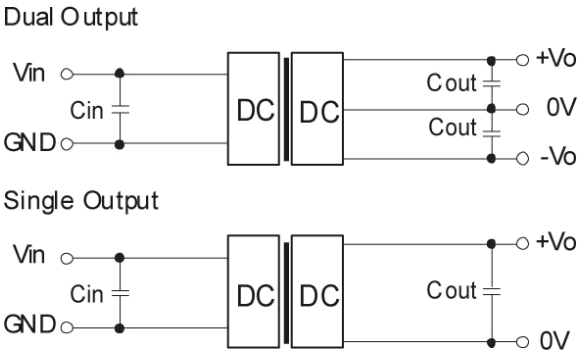 Dual Output
Vin
+Vo
Cin
DC
DC
Cout
0V
Cout
GND
-Vo
Single Output
Vin
+Vo
Cin
DC
DC
Cout
GND
0V